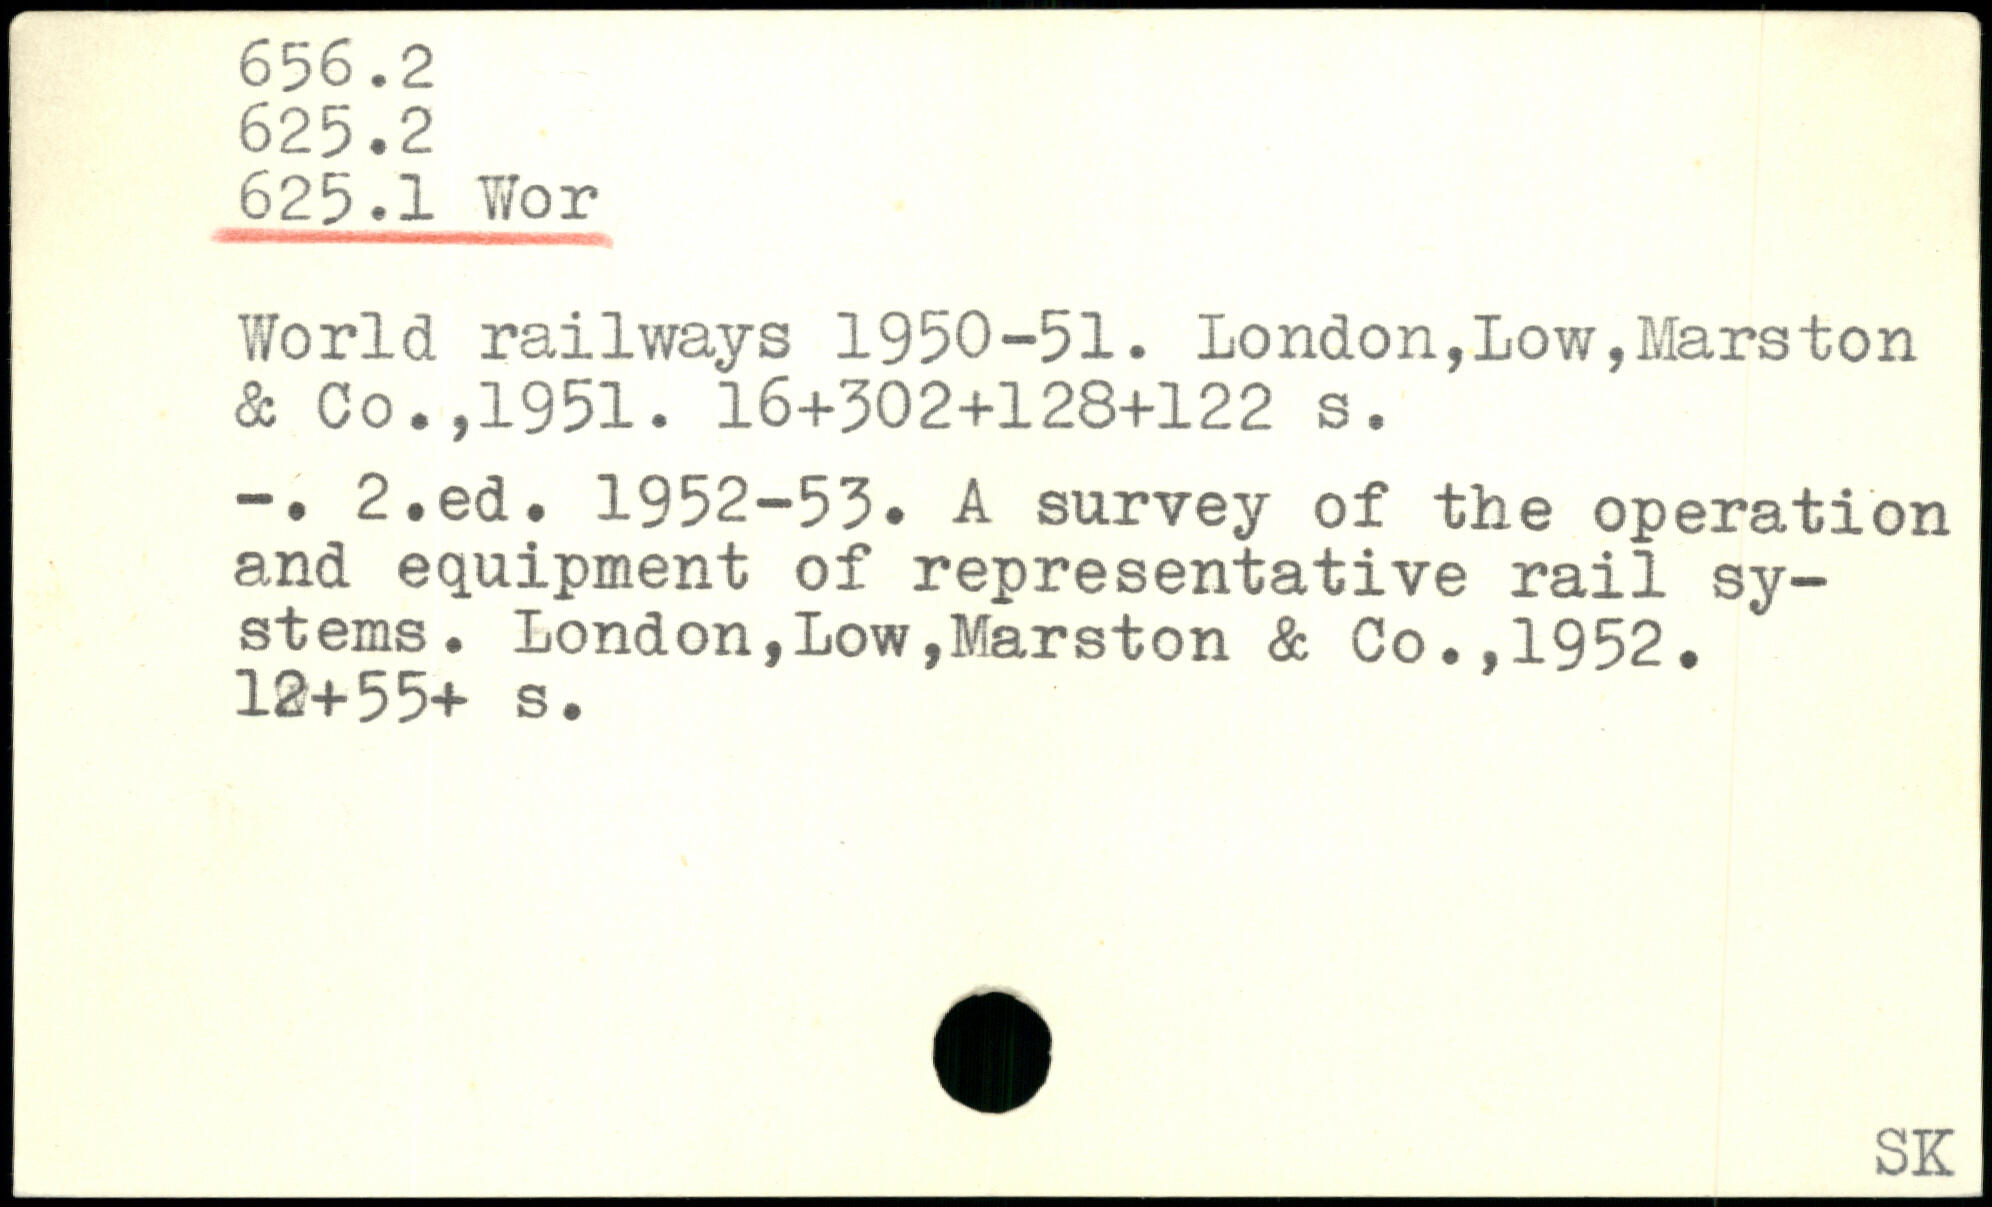 656.2
625.2
625.1 Wor
World railways 1950-51. London,Low,Marston
& Co.,1951. 16+302+128+122 s.
-. 2.ed. 1952-53. A survey of the operation
and equipment of representative rail sy-
stems. London,Low,Marston & Co.,1952.
12+55+ s.
SK